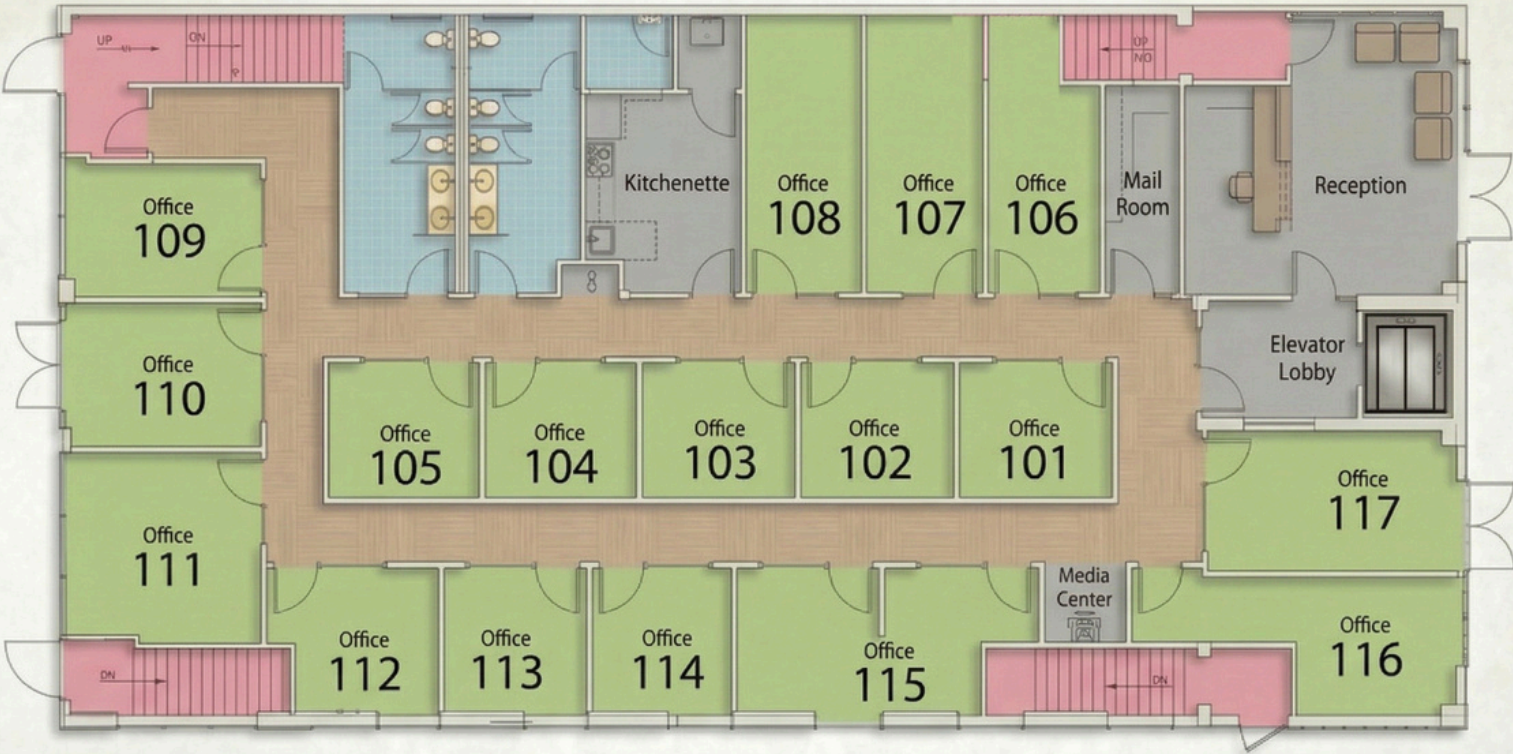 UP
DN
UP
DN
Kitchenette
Office
108
Office
107
Office
106
Mail
Room
Reception
Office
109
Office
110
Elevator
Lobby
Office
105
Office
104
Office
103
Office
102
Office
101
Office
117
Office
111
Media
Center
Office
112
Office
113
Office
114
Office
115
Office
116
DN
DN